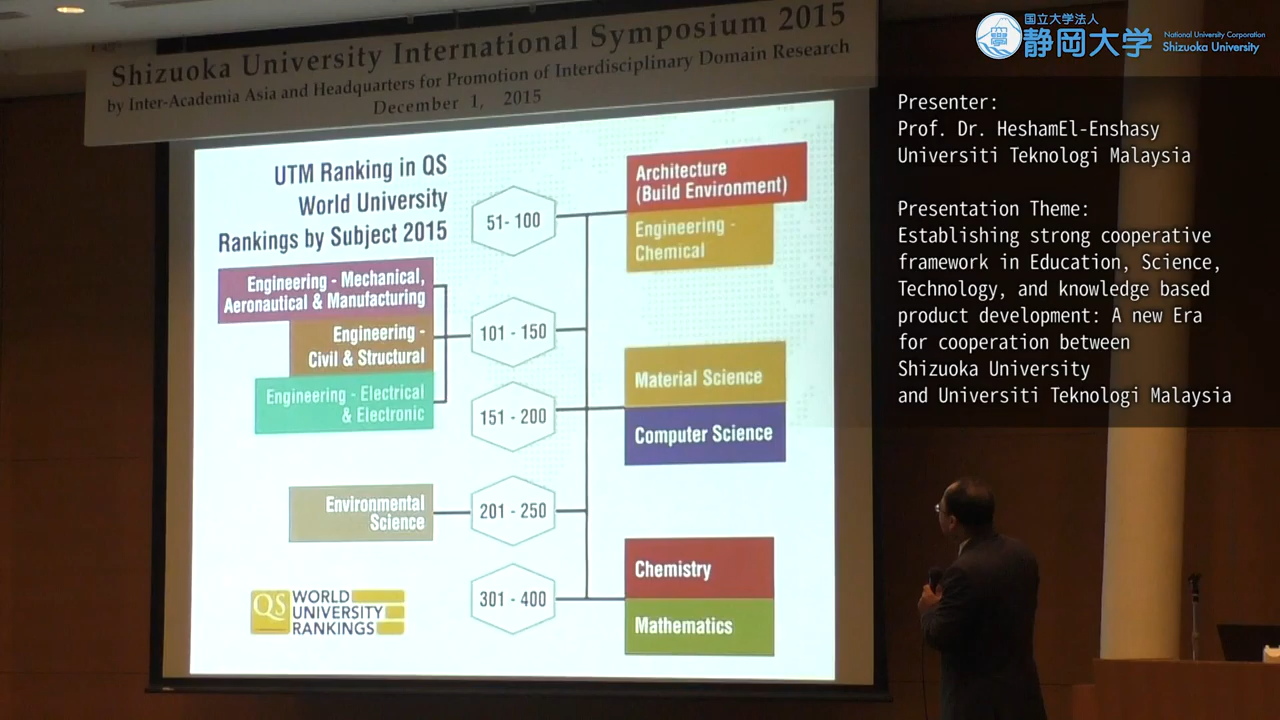 Shizuoka University International Symposium 2015
by Inter-Academia Asia and Headquarters for Promotion of Interdisciplinary Domain Research
December 1, 2015
国立大学法人
静岡大学
National University Corporation
Shizuoka University
Presenter:
Prof. Dr. HeshamEl-Enshasy
Universiti Teknologi Malaysia
Presentation Theme:
Establishing strong cooperative
framework in Education, Science,
Technology, and knowledge based
product development: A new Era
for cooperation between
Shizuoka University
and Universiti Teknologi Malaysia
UTM Ranking in QS
World University
Rankings by Subject 2015
51- 100
Architecture
(Build Environment)
Engineering -
Chemical
Engineering - Mechanical,
Aeronautical & Manufacturing
Engineering -
Civil & Structural
Engineering - Electrical
& Electronic
101 - 150
151 - 200
Material Science
Computer Science
Environmental
Science
201 - 250
301 - 400
Chemistry
Mathematics
QS
WORLD
UNIVERSITY
RANKINGS